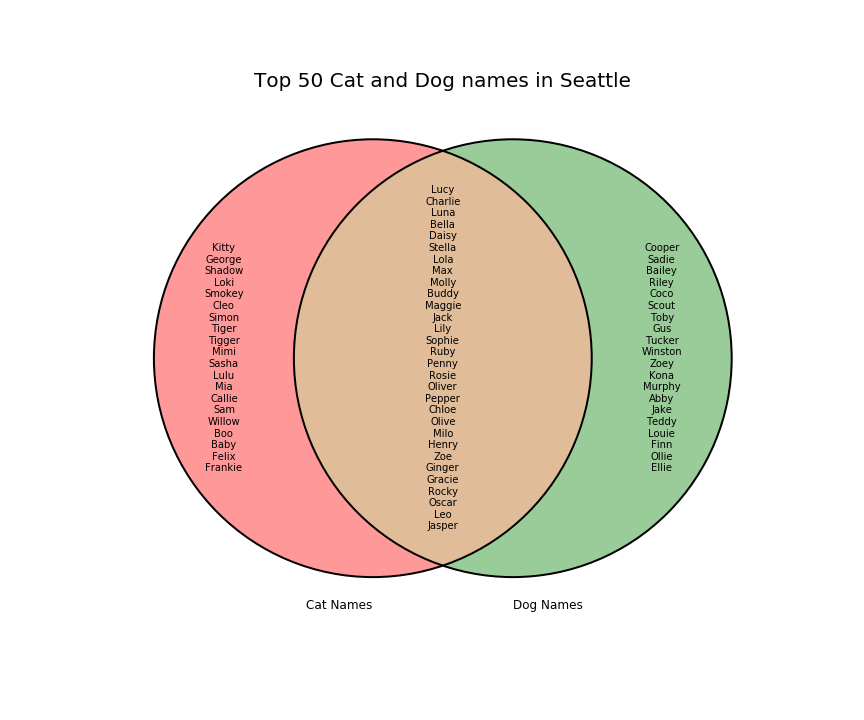 Top 50 Cat and Dog names in Seattle
Kitty
George
Shadow
Loki
Smokey
Cleo
Simon
Tiger
Tigger
Mimi
Sasha
Lulu
Mia
Callie
Sam
Willow
Boo
Baby
Felix
Frankie
Lucy
Charlie
Luna
Bella
Daisy
Stella
Lola
Max
Molly
Buddy
Maggie
Jack
Lily
Sophie
Ruby
Penny
Rosie
Oliver
Pepper
Chloe
Olive
Milo
Henry
Zoe
Ginger
Gracie
Rocky
Oscar
Leo
Jasper
Cooper
Sadie
Bailey
Riley
Coco
Scout
Toby
Gus
Tucker
Winston
Zoey
Kona
Murphy
Abby
Jake
Teddy
Louie
Finn
Ollie
Ellie
Cat Names
Dog Names